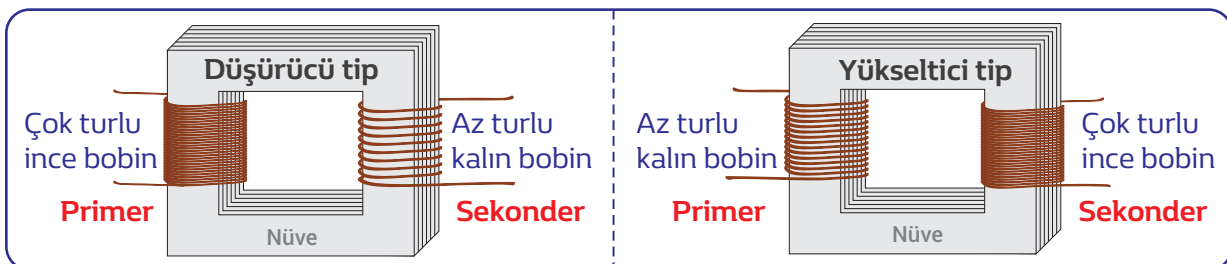 Düşürücü tip
Çok turlu
ince bobin
Az turlu
kalın bobin
Primer
Sekonder
Nüve
Yükseltici tip
Az turlu
kalın bobin
Çok turlu
ince bobin
Primer
Sekonder
Nüve